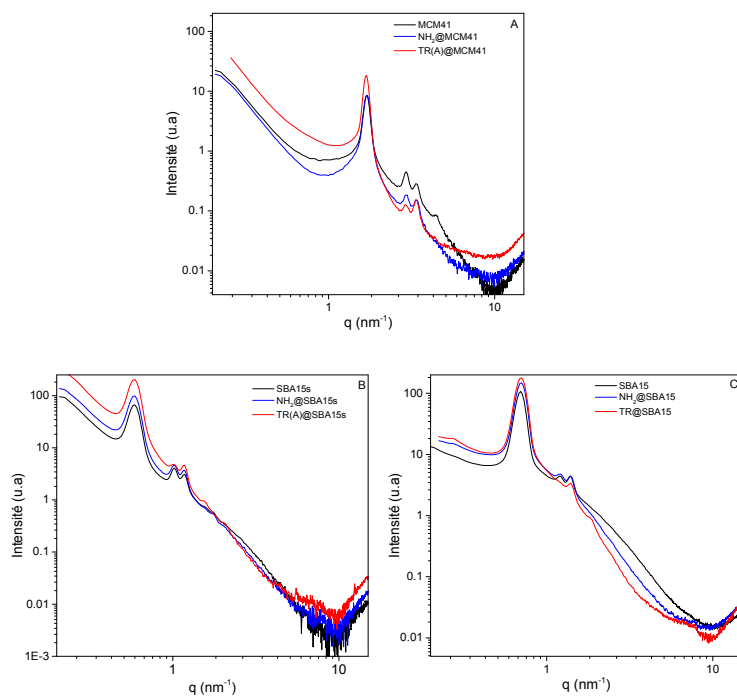 A
MCM41
NH₂@MCM41
TR(A)@MCM41
Intensité (u.a)
10
1
0.1
0.01
1
10
q (nm⁻¹)
B
SBA15s
NH₂@SBA15s
TR(A)@SBA15s
Intensité (u.a)
100
10
1
0.1
0.01
1E-3
1
10
q (nm⁻¹)
C
SBA15
NH₂@SBA15
TR@SBA15
Intensité (u.a)
100
10
1
0.1
0.01
1
10
q (nm⁻¹)